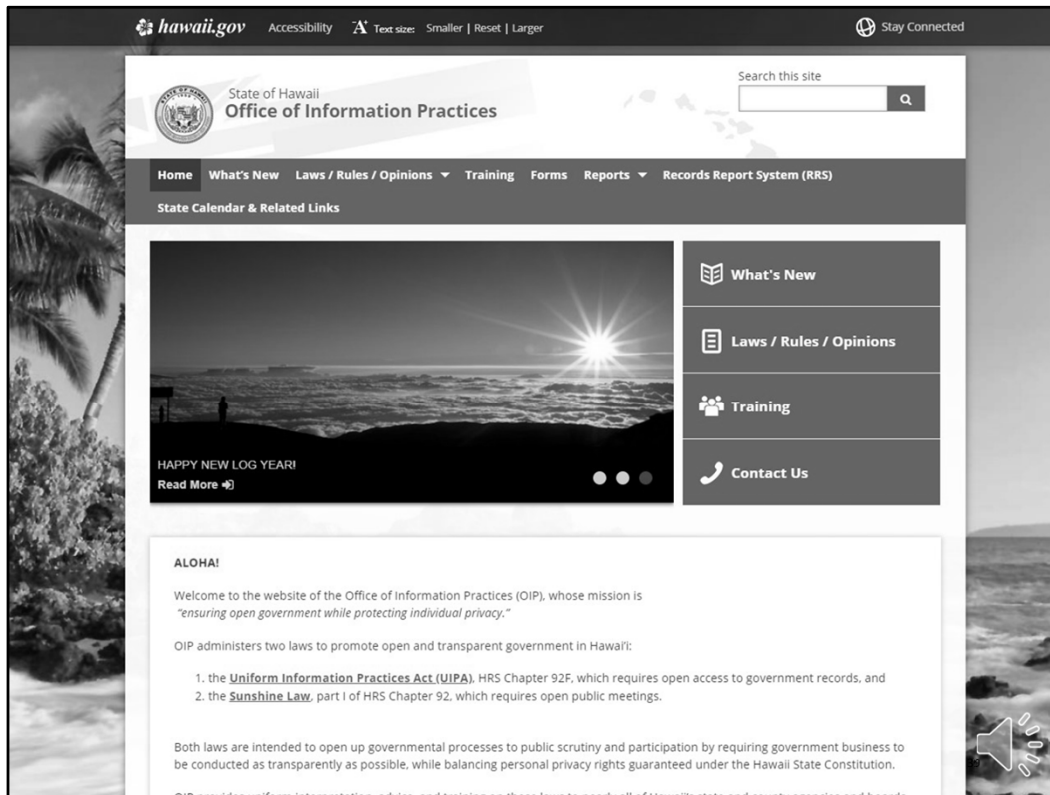 hawaii.gov Accessibility Text size: Smaller | Reset | Larger Stay Connected
Search this site
STATE OF HAWAII
State of Hawaii
Office of Information Practices
Home What's New Laws / Rules / Opinions Training Forms Reports Records Report System (RRS)
State Calendar & Related Links
What's New
Laws / Rules / Opinions
Training
Contact Us
HAPPY NEW LOG YEAR!
Read More
ALOHA!
Welcome to the website of the Office of Information Practices (OIP), whose mission is
"ensuring open government while protecting individual privacy."
OIP administers two laws to promote open and transparent government in Hawai‘i:
1. the Uniform Information Practices Act (UIPA), HRS Chapter 92F, which requires open access to government records, and
2. the Sunshine Law, part I of HRS Chapter 92, which requires open public meetings.
Both laws are intended to open up governmental processes to public scrutiny and participation by requiring government business to
be conducted as transparently as possible, while balancing personal privacy rights guaranteed under the Hawaii State Constitution.